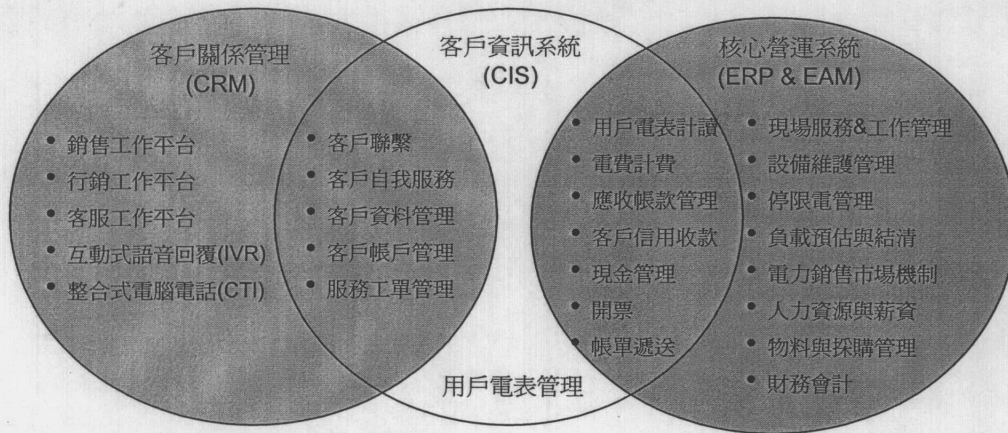 客戶關係管理
(CRM)
• 銷售工作平台
• 行銷工作平台
• 客服工作平台
• 互動式語音回覆(IVR)
• 整合式電腦電話(CTI)
• 客戶聯繫
• 客戶自我服務
• 客戶資料管理
• 客戶帳戶管理
• 服務工單管理
客戶資訊系統
(CIS)
用戶電表管理
• 用戶電表計讀
• 電費計費
• 應收帳款管理
• 客戶信用收款
• 現金管理
• 開票
• 帳單遞送
核心營運系統
(ERP & EAM)
• 現場服務&工作管理
• 設備維護管理
• 停限電管理
• 負載預估與結清
• 電力銷售市場機制
• 人力資源與薪資
• 物料與採購管理
• 財務會計